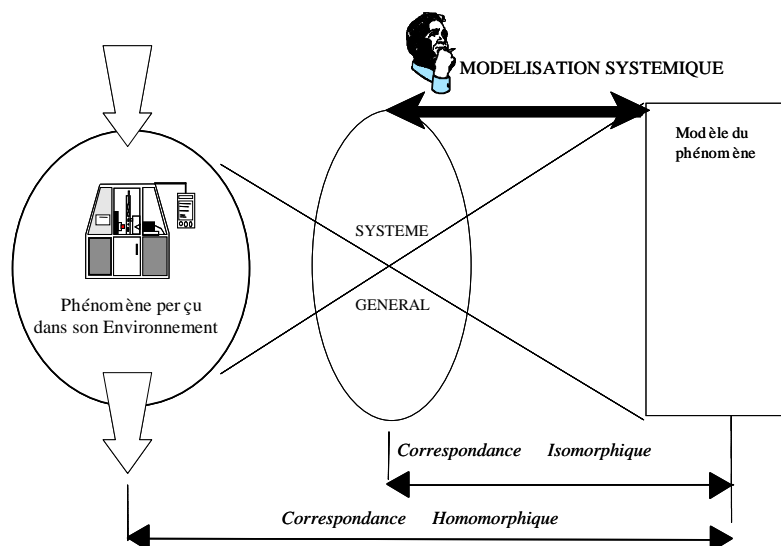 MODELISATION SYSTEMIQUE
Modèle du
phénomène
SYSTEME
GENERAL
Phénomène perçu
dans son Environnement
Correspondance Isomorphique
Correspondance Homomorphique